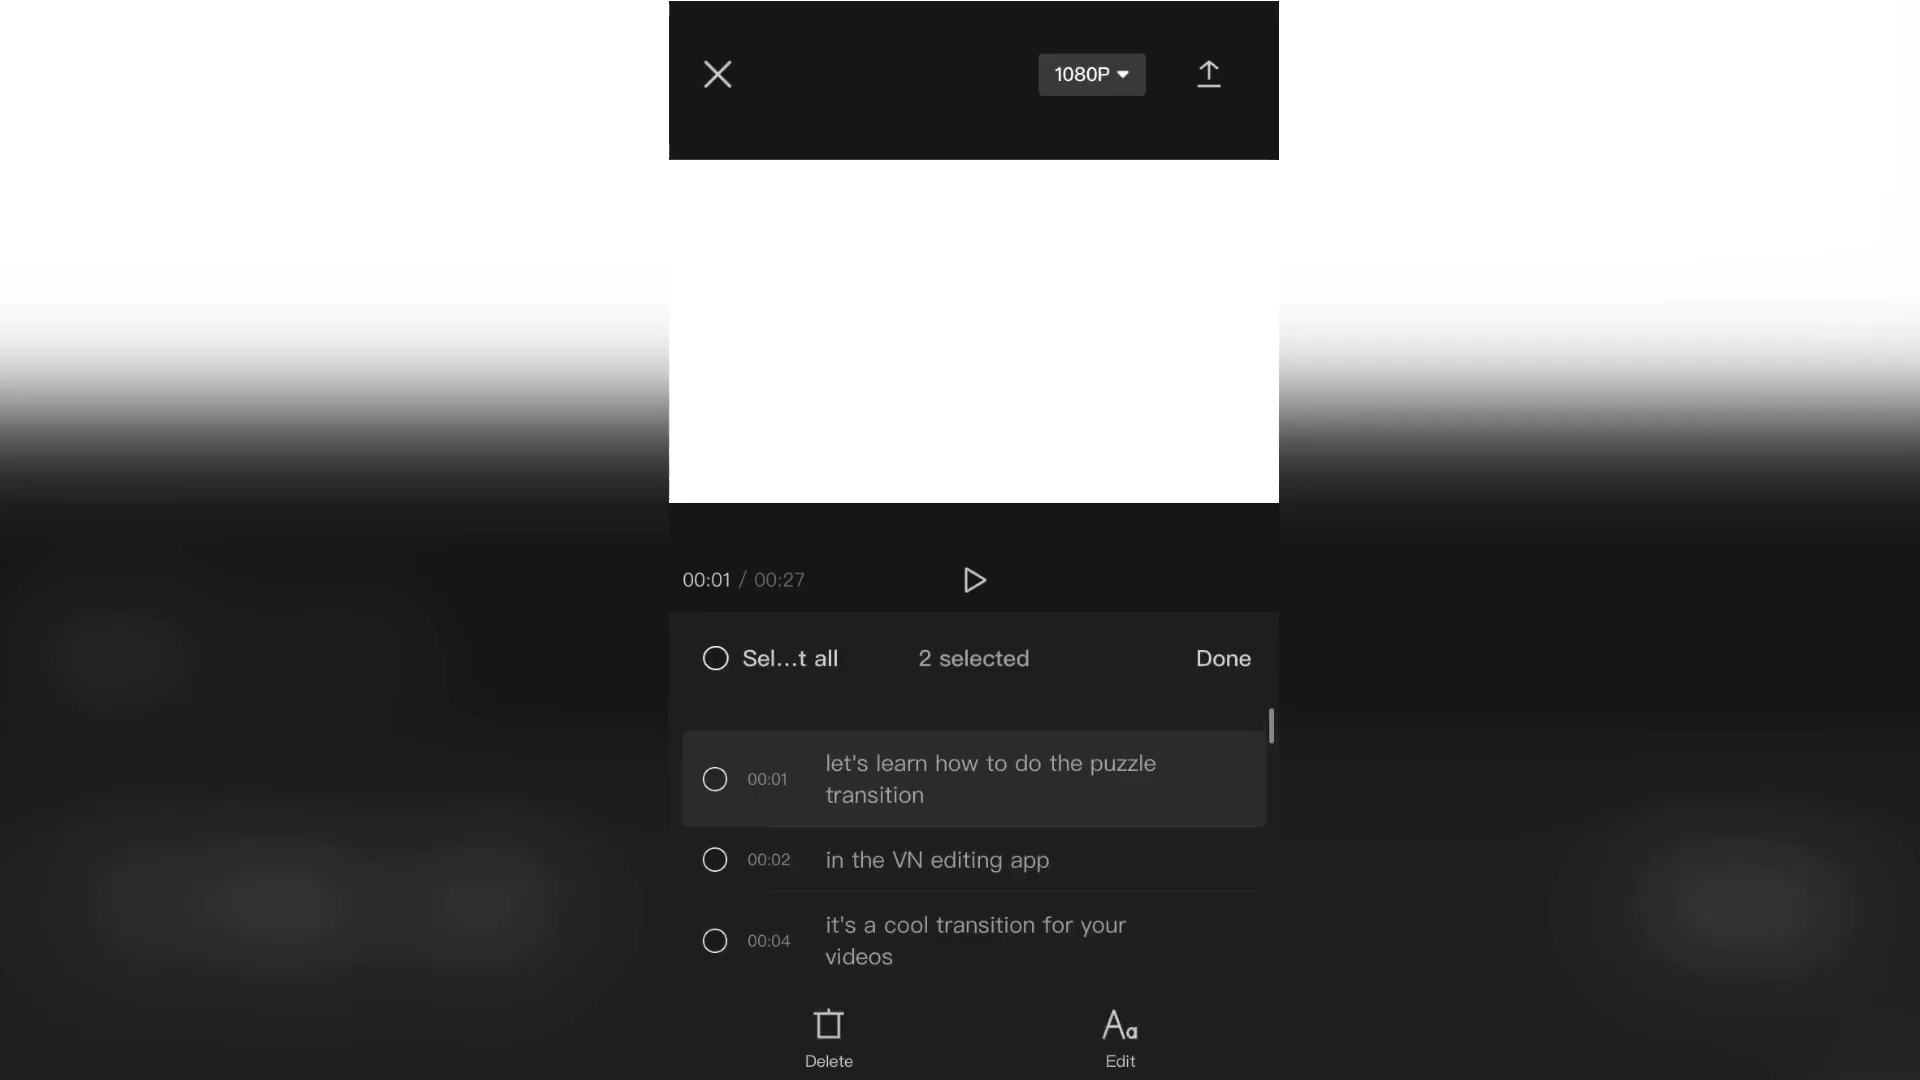 1080P
00:01 / 00:27
Sel...t all 2 selected Done
00:01 let's learn how to do the puzzle
transition
00:02 in the VN editing app
00:04 it's a cool transition for your
videos
Delete Aa
Edit